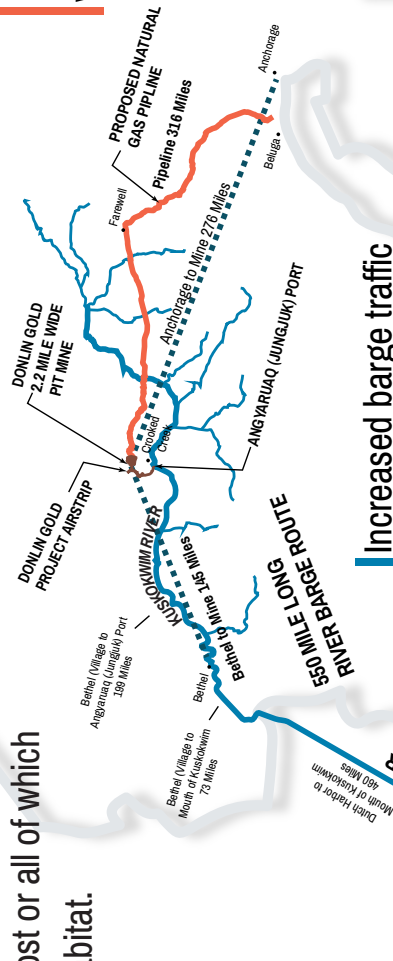 ost or all of which
bitat.
DONLIN GOLD
PROJECT AIRSTRIP
DONLIN GOLD
2.2 MILE WIDE
PIT MINE
PROPOSED NATURAL
GAS PIPLINE
Pipeline 316 Miles
Farewell
Anchorage
Beluga
Anchorage to Mine 276 Miles
Crooked
Creek
ANGYARUAQ (JUNGJUK) PORT
KUSKOKWIM RIVER
Bethel (Village to
Angyaruaq (Jungjuk) Port
199 Miles
Bethel to Mine 145 Miles
Bethel
Bethel (Village to
Mouth of Kuskokwim
73 Miles
550 MILE LONG
RIVER BARGE ROUTE
Dutch Harbor to
Mouth of Kuskokwim
460 Miles
Increased barge traffic